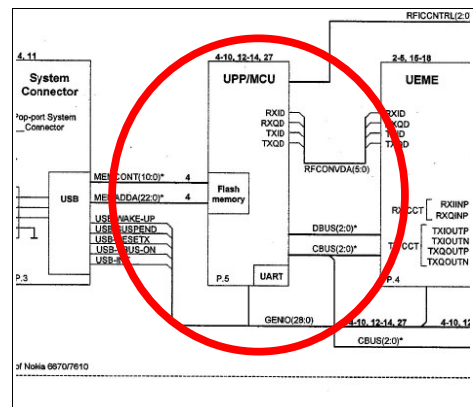 RFICCNTRL(2:0
4, 11
4-10, 12-14, 27
2-5, 15-18
System
Connector
UPP/MCU
UEME
Pop-port System
Connector
RXID
RXQD
TXID
TXQD
RXID
RXQD
TXID
TXQD
RFCONVDA(5:0)
USB
MEMCONT(10:0)* 4
MEMADDA(22:0)* 4
Flash
memory
USB-WAKE-UP
USB-SUSPEND
USB-RESETX
USB-VBUS-ON
USB-INT
RXIINP
RXQINP
TXIOUTP
TXIOUTN
TXQOUTP
TXQOUTN
DBUS(2:0)*
CBUS(2:0)*
UART
P.3
P.5
P.4
GENIO(28:0)
4-10, 12-14, 27
4-10, 12
CBUS(2:0)*
of Nokia 6670/7610